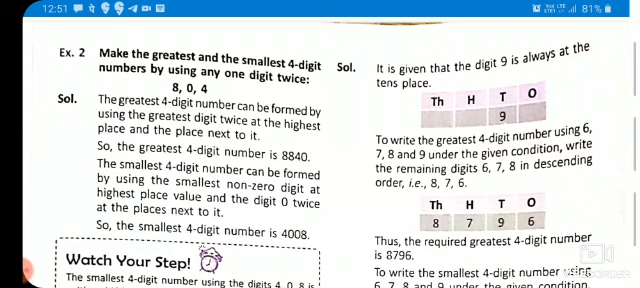 12:51
81%
Ex. 2 Make the greatest and the smallest 4-digit
numbers by using any one digit twice:
8, 0, 4
Sol. The greatest 4-digit number can be formed by
using the greatest digit twice at the highest
place and the place next to it.
So, the greatest 4-digit number is 8840.
The smallest 4-digit number can be formed
by using the smallest non-zero digit at
highest place value and the digit 0 twice
at the places next to it.
So, the smallest 4-digit number is 4008.
Watch Your Step!
The smallest 4-digit number using the digits 4, 0, 8 is
Sol. It is given that the digit 9 is always at the
tens place.
Th H T O
9
To write the greatest 4-digit number using 6,
7, 8 and 9 under the given condition, write
the remaining digits 6, 7, 8 in descending
order, i.e., 8, 7, 6.
Th H T O
8 7 9 6
Thus, the required greatest 4-digit number
is 8796.
To write the smallest 4-digit number using
6, 7, 8 and 9 under the given condition,